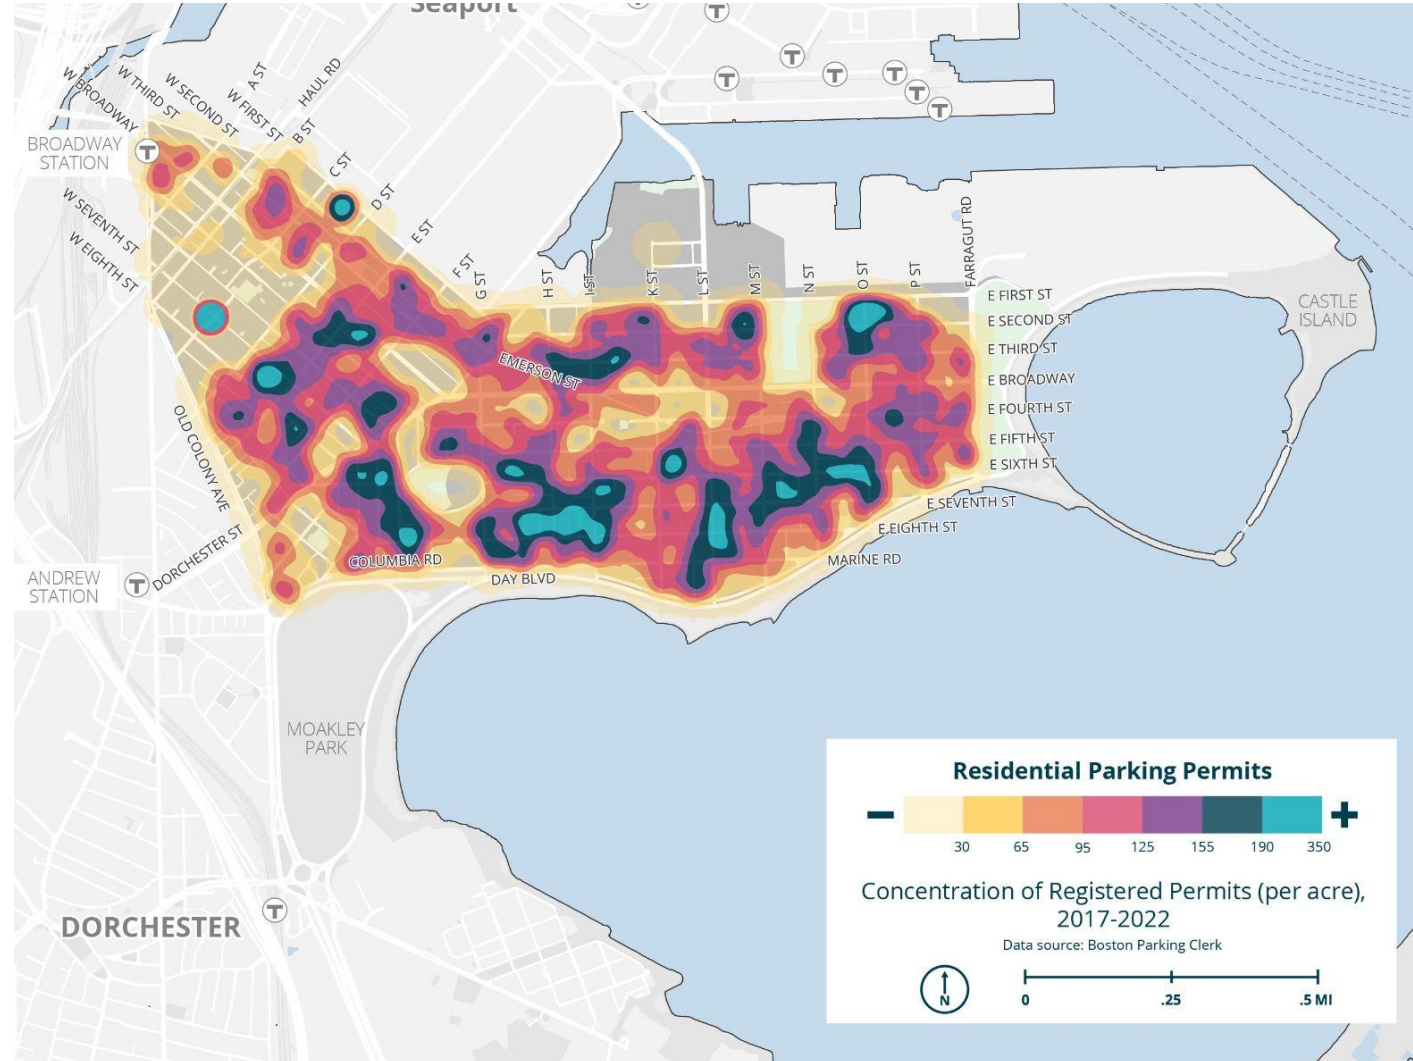 Seaport
T
T
T
T
T
T
T
W BROADWAY
W THIRD ST
W SECOND ST
A ST
W FIRST ST
HAUL RD
B ST
BROADWAY
STATION
T
C ST
D ST
W SEVENTH ST
W EIGHTH ST
E ST
F ST
G ST
H ST
I ST
K ST
L ST
M ST
N ST
O ST
P ST
FARRAGUT RD
E FIRST ST
E SECOND ST
E THIRD ST
E BROADWAY
E FOURTH ST
E FIFTH ST
E SIXTH ST
E SEVENTH ST
E EIGHTH ST
MARINE RD
CASTLE
ISLAND
EMERSON ST
OLD COLONY AVE
DORCHESTER ST
COLUMBIA RD
DAY BLVD
ANDREW
STATION
T
MOAKLEY
PARK
DORCHESTER
T
Residential Parking Permits
− +
30 65 95 125 155 190 350
Concentration of Registered Permits (per acre),
2017-2022
Data source: Boston Parking Clerk
N
0 .25 .5 MI